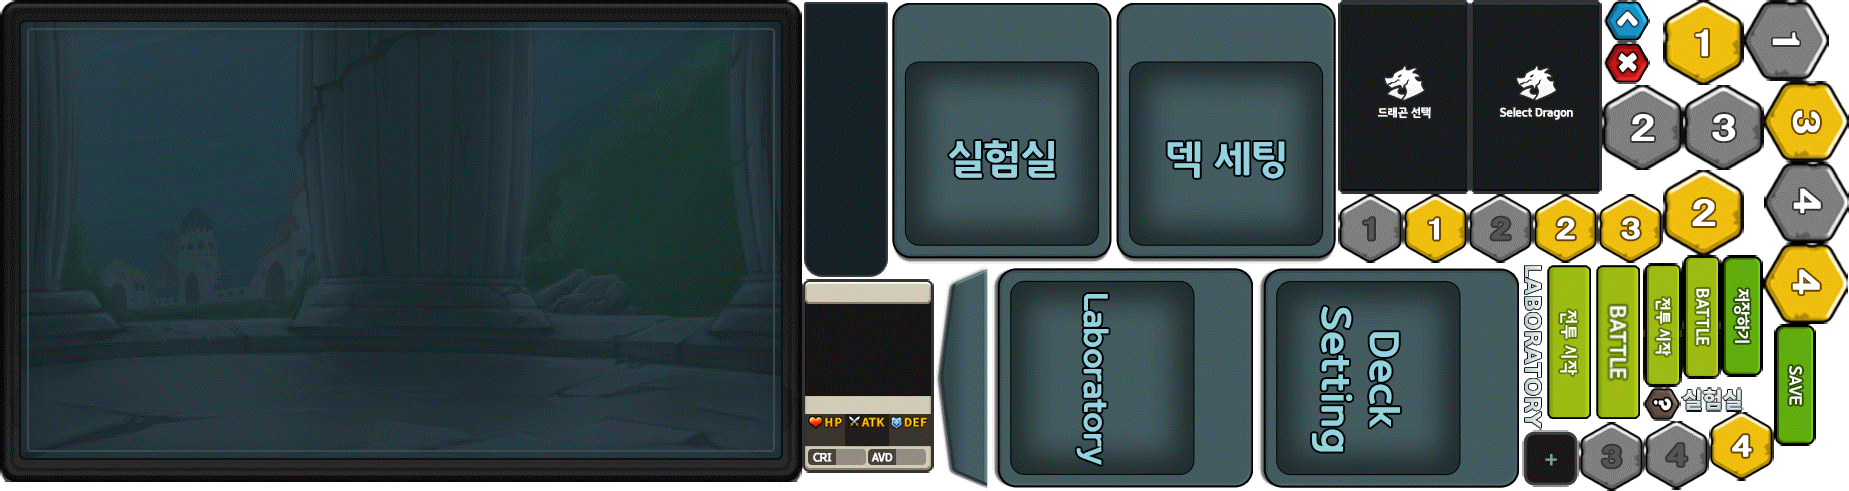 실험실
덱 세팅
드래곤 선택
Select Dragon
1
1
2
3
3
4
1
1
2
2
3
2
4
HP
ATK
DEF
CRI
AVD
Laboratory
Deck
Setting
LABORATORY
전투 시작
BATTLE
전투 시작
BATTLE
저장하기
SAVE
?
실험실
+
3
4
4